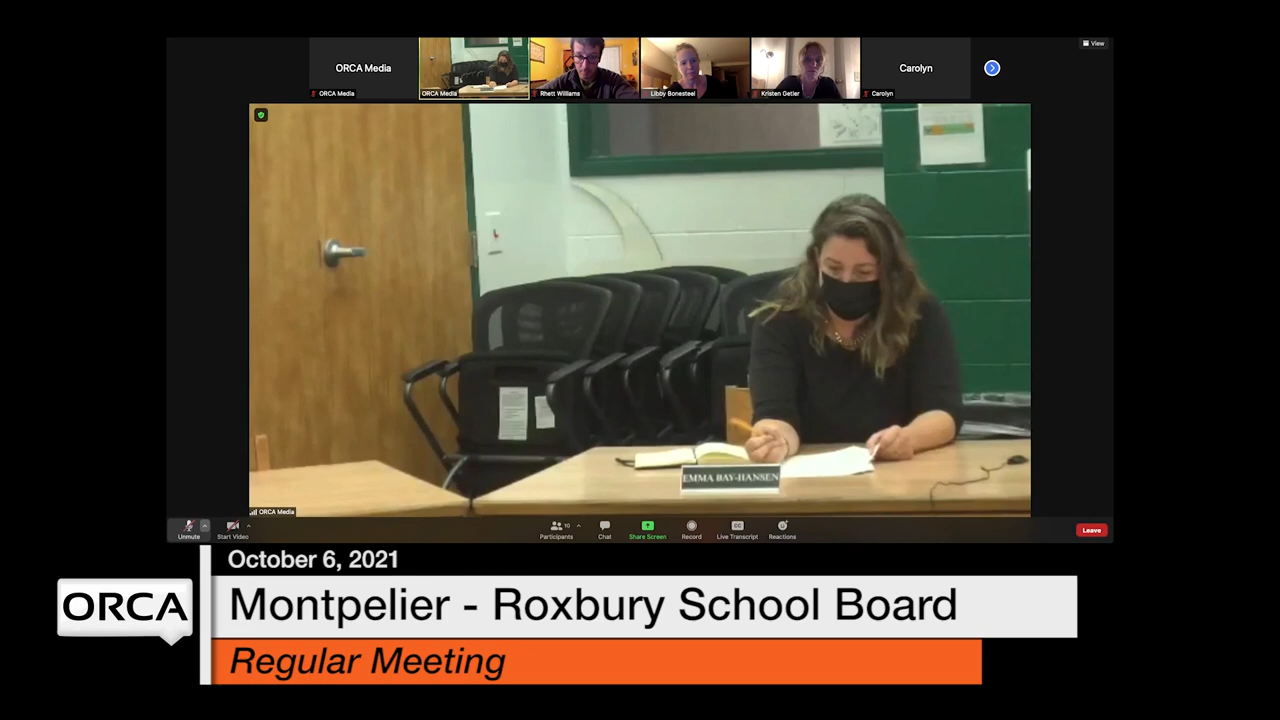 View
ORCA Media
Carolyn
ORCA Media
ORCA Media
Rhett Williams
Libby Bonesteel
Kristen Getler
Carolyn
EMMA BAY-HANSEN
ORCA Media
Unmute
Start Video
Participants
10
Chat
Share Screen
Record
CC
Live Transcript
Reactions
Leave
October 6, 2021
ORCA
Montpelier - Roxbury School Board
Regular Meeting